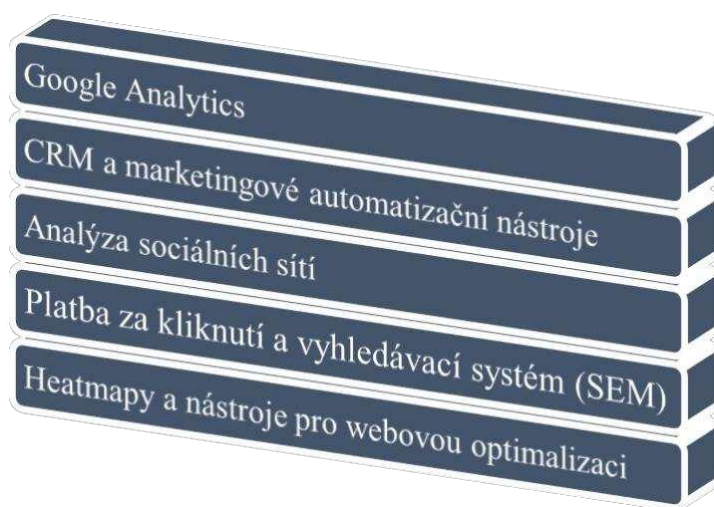 Google Analytics
CRM a marketingové automatizační nástroje
Analýza sociálních sítí
Platba za kliknutí a vyhledávací systém (SEM)
Heatmapy a nástroje pro webovou optimalizaci